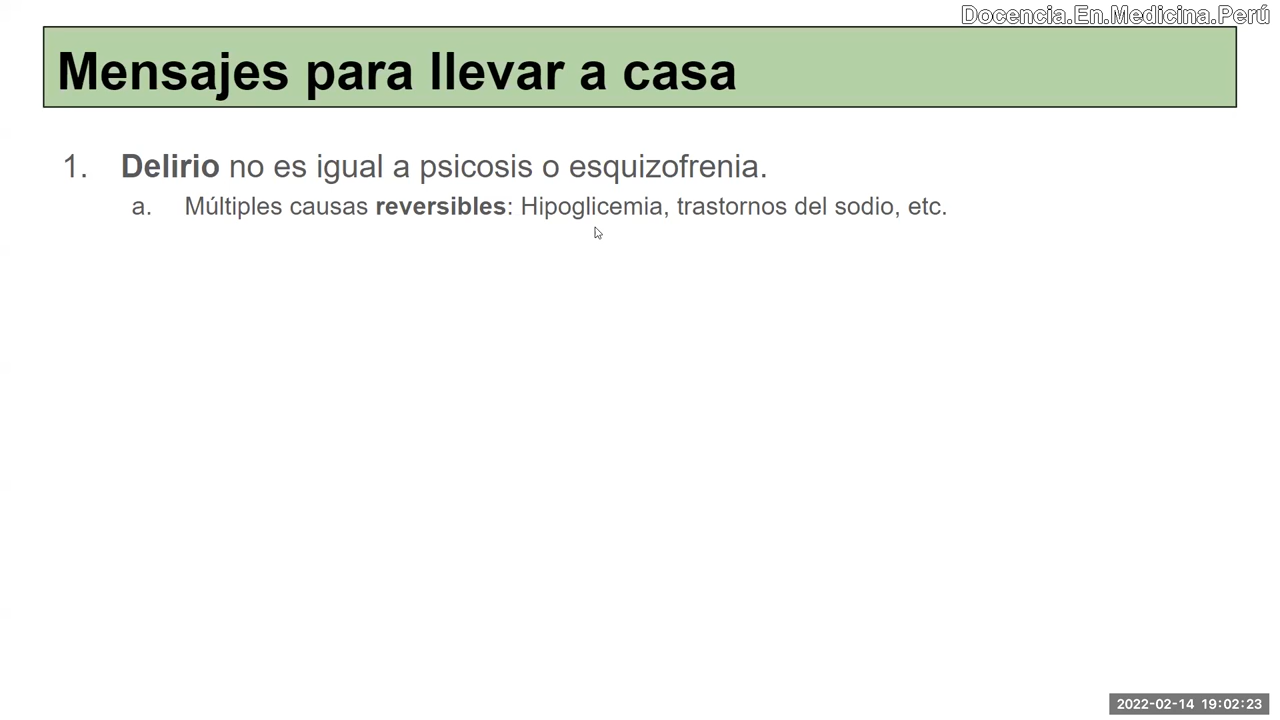 Docencia.En.Medicina.Perú
Mensajes para llevar a casa
1. Delirio no es igual a psicosis o esquizofrenia.
a. Múltiples causas reversibles: Hipoglicemia, trastornos del sodio, etc.
2022-02-14 19:02:23